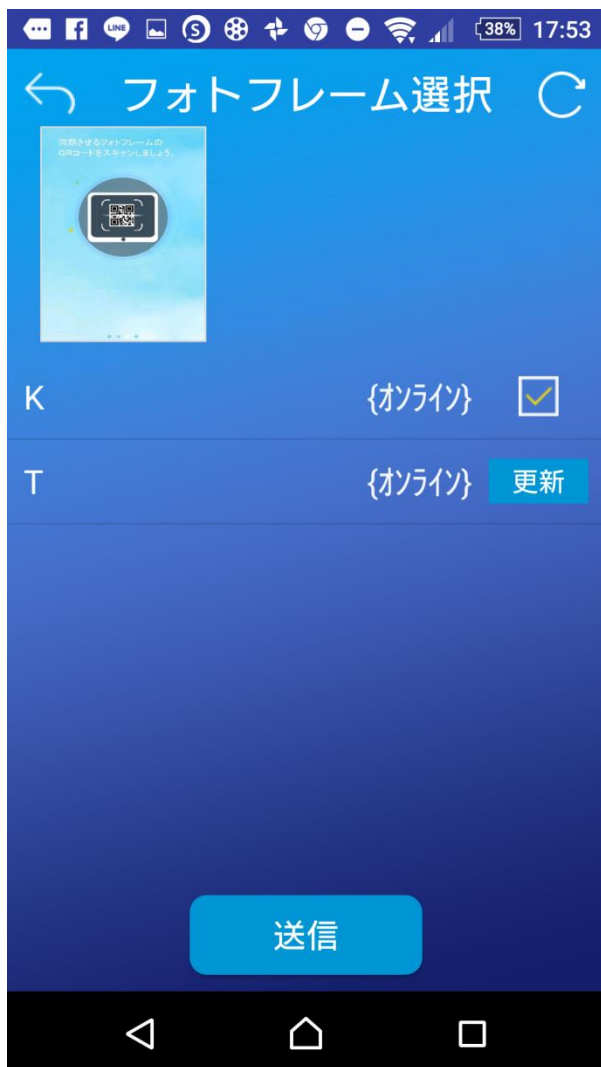 LINE
38% 17:53
フォトフレーム選択
同期させるフォトフレームの
QRコードをスキャンしましょう。
K {オンライン}
T {オンライン} 更新
送信